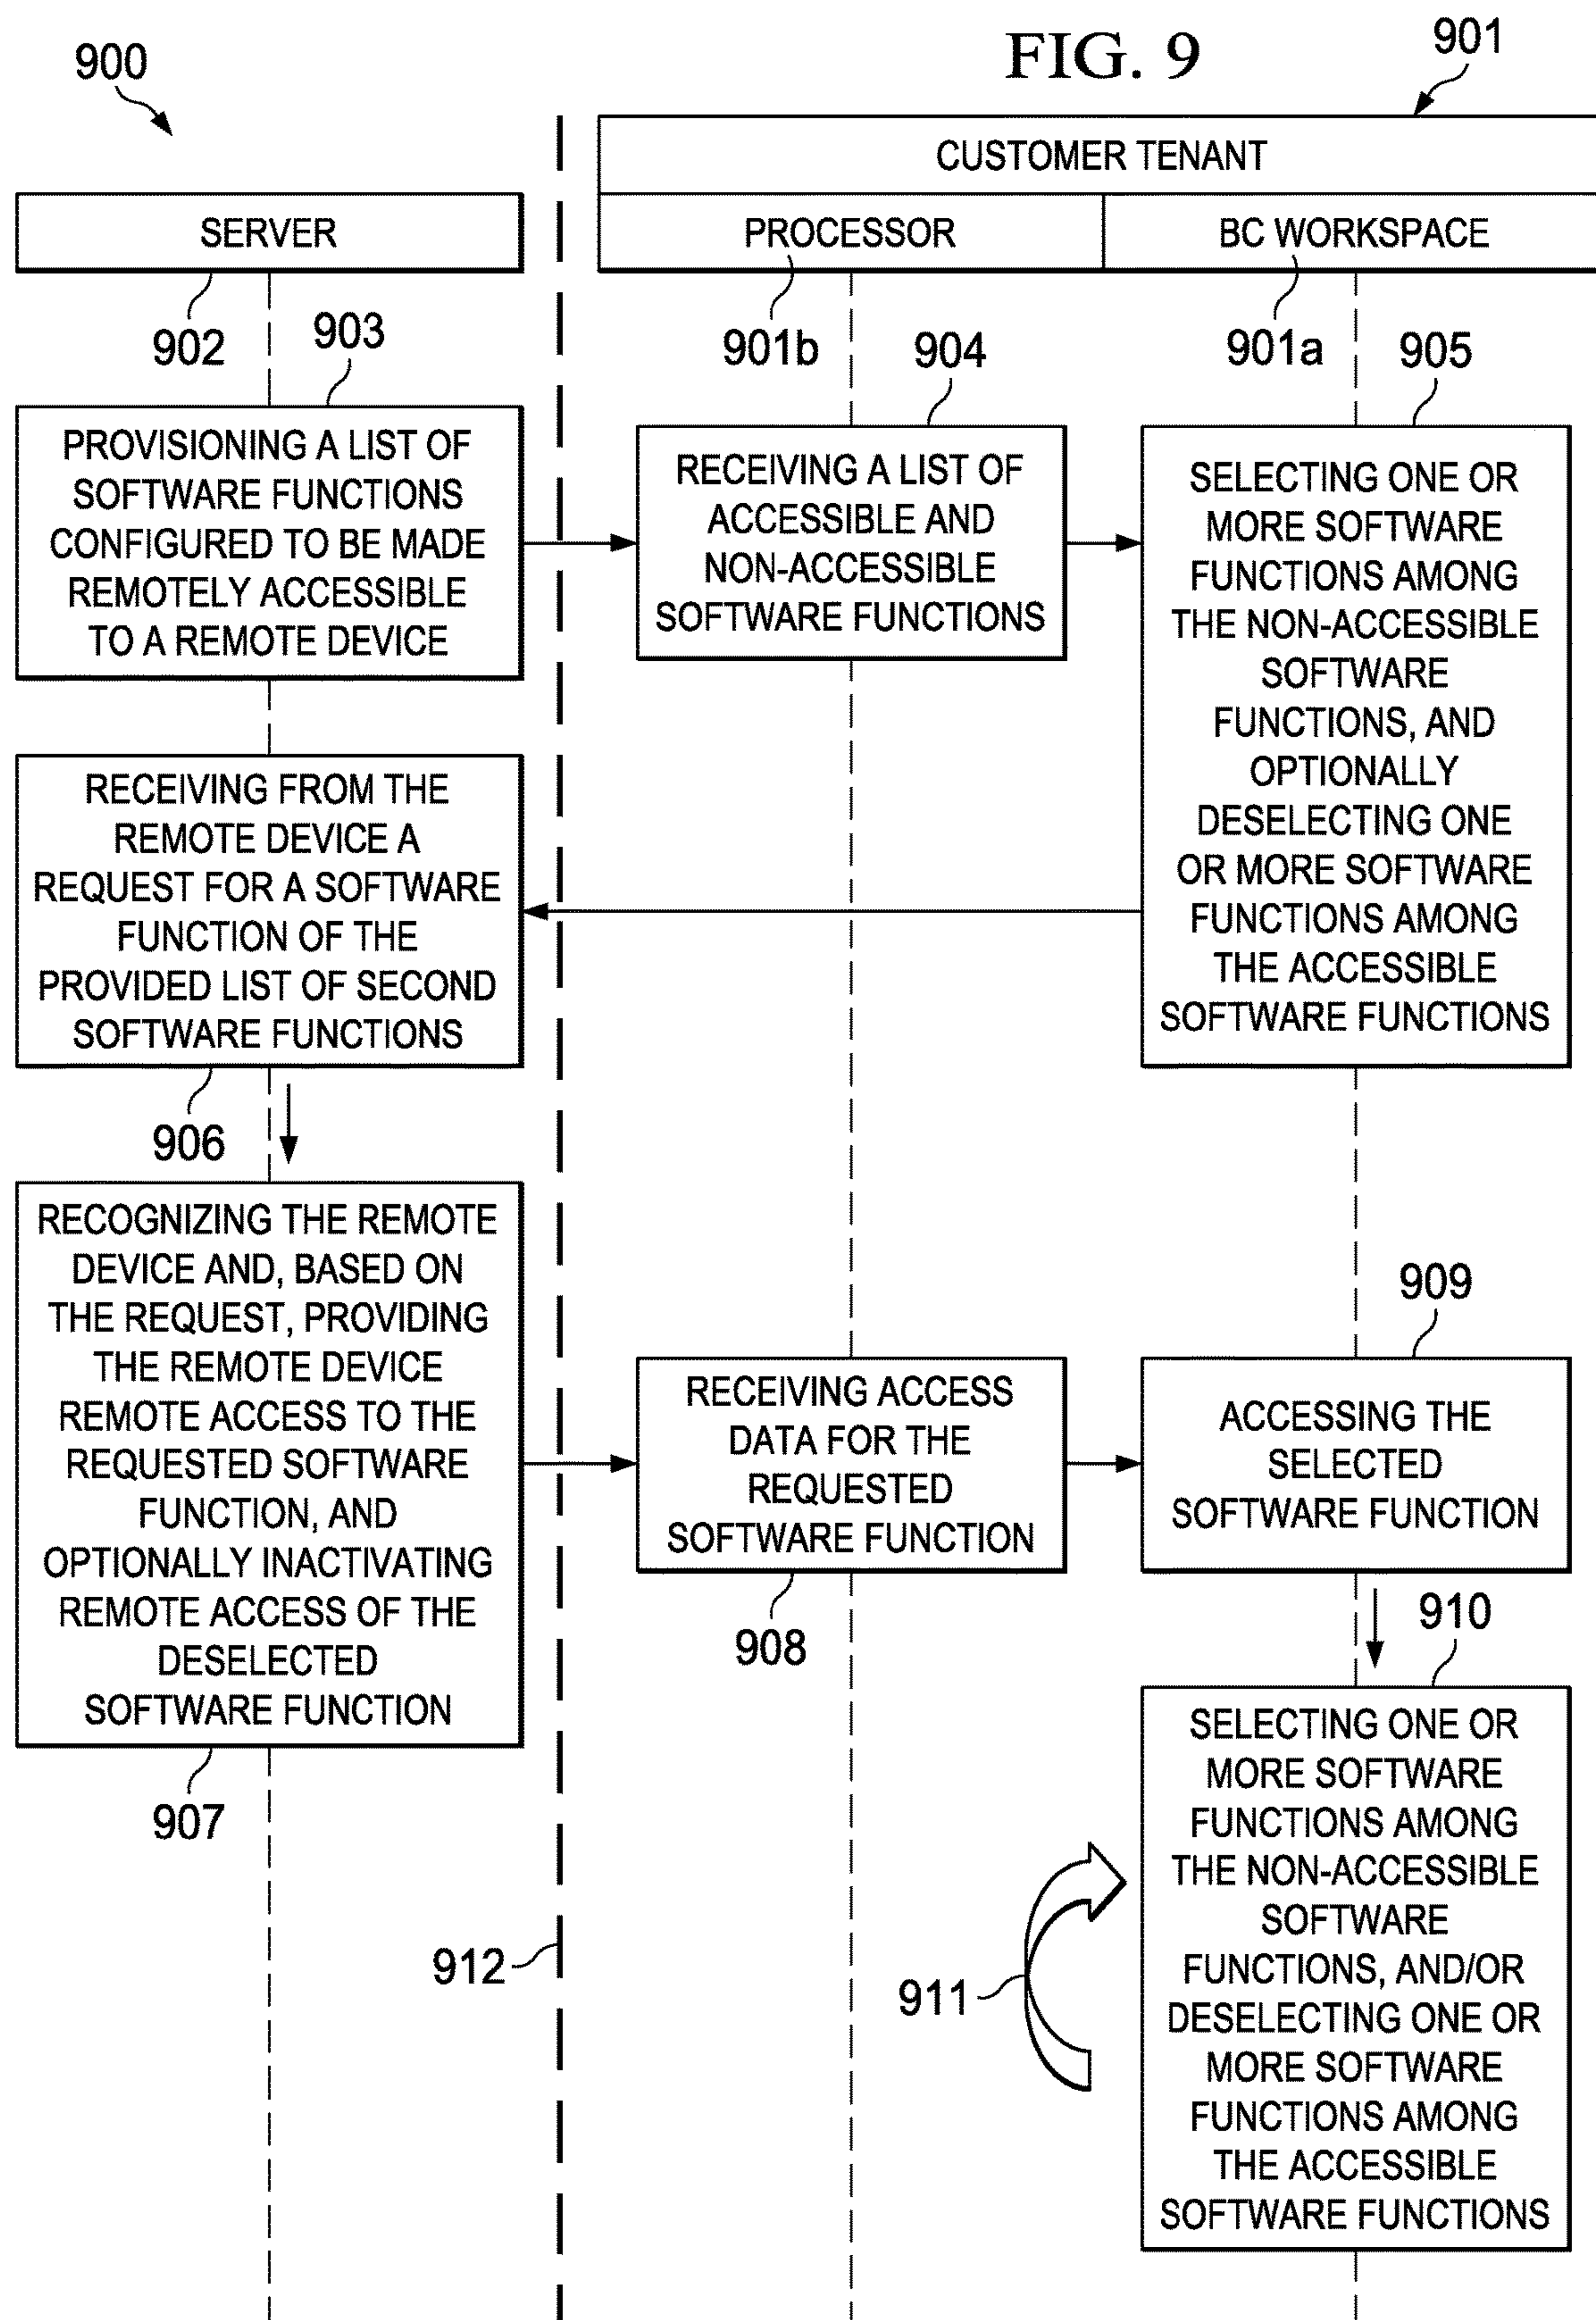 FIG. 9
900
901
CUSTOMER TENANT
SERVER
PROCESSOR
BC WORKSPACE
902
903
901b
904
901a
905
PROVISIONING A LIST OF
SOFTWARE FUNCTIONS
CONFIGURED TO BE MADE
REMOTELY ACCESSIBLE
TO A REMOTE DEVICE
RECEIVING A LIST OF
ACCESSIBLE AND
NON-ACCESSIBLE
SOFTWARE FUNCTIONS
SELECTING ONE OR
MORE SOFTWARE
FUNCTIONS AMONG
THE NON-ACCESSIBLE
SOFTWARE
FUNCTIONS, AND
OPTIONALLY
DESELECTING ONE
OR MORE SOFTWARE
FUNCTIONS AMONG
THE ACCESSIBLE
SOFTWARE FUNCTIONS
RECEIVING FROM THE
REMOTE DEVICE A
REQUEST FOR A SOFTWARE
FUNCTION OF THE
PROVIDED LIST OF SECOND
SOFTWARE FUNCTIONS
906
RECOGNIZING THE REMOTE
DEVICE AND, BASED ON
THE REQUEST, PROVIDING
THE REMOTE DEVICE
REMOTE ACCESS TO THE
REQUESTED SOFTWARE
FUNCTION, AND
OPTIONALLY INACTIVATING
REMOTE ACCESS OF THE
DESELECTED
SOFTWARE FUNCTION
907
RECEIVING ACCESS
DATA FOR THE
REQUESTED
SOFTWARE FUNCTION
908
909
ACCESSING THE
SELECTED
SOFTWARE FUNCTION
910
SELECTING ONE OR
MORE SOFTWARE
FUNCTIONS AMONG
THE NON-ACCESSIBLE
SOFTWARE
FUNCTIONS, AND/OR
DESELECTING ONE OR
MORE SOFTWARE
FUNCTIONS AMONG
THE ACCESSIBLE
SOFTWARE FUNCTIONS
911
912